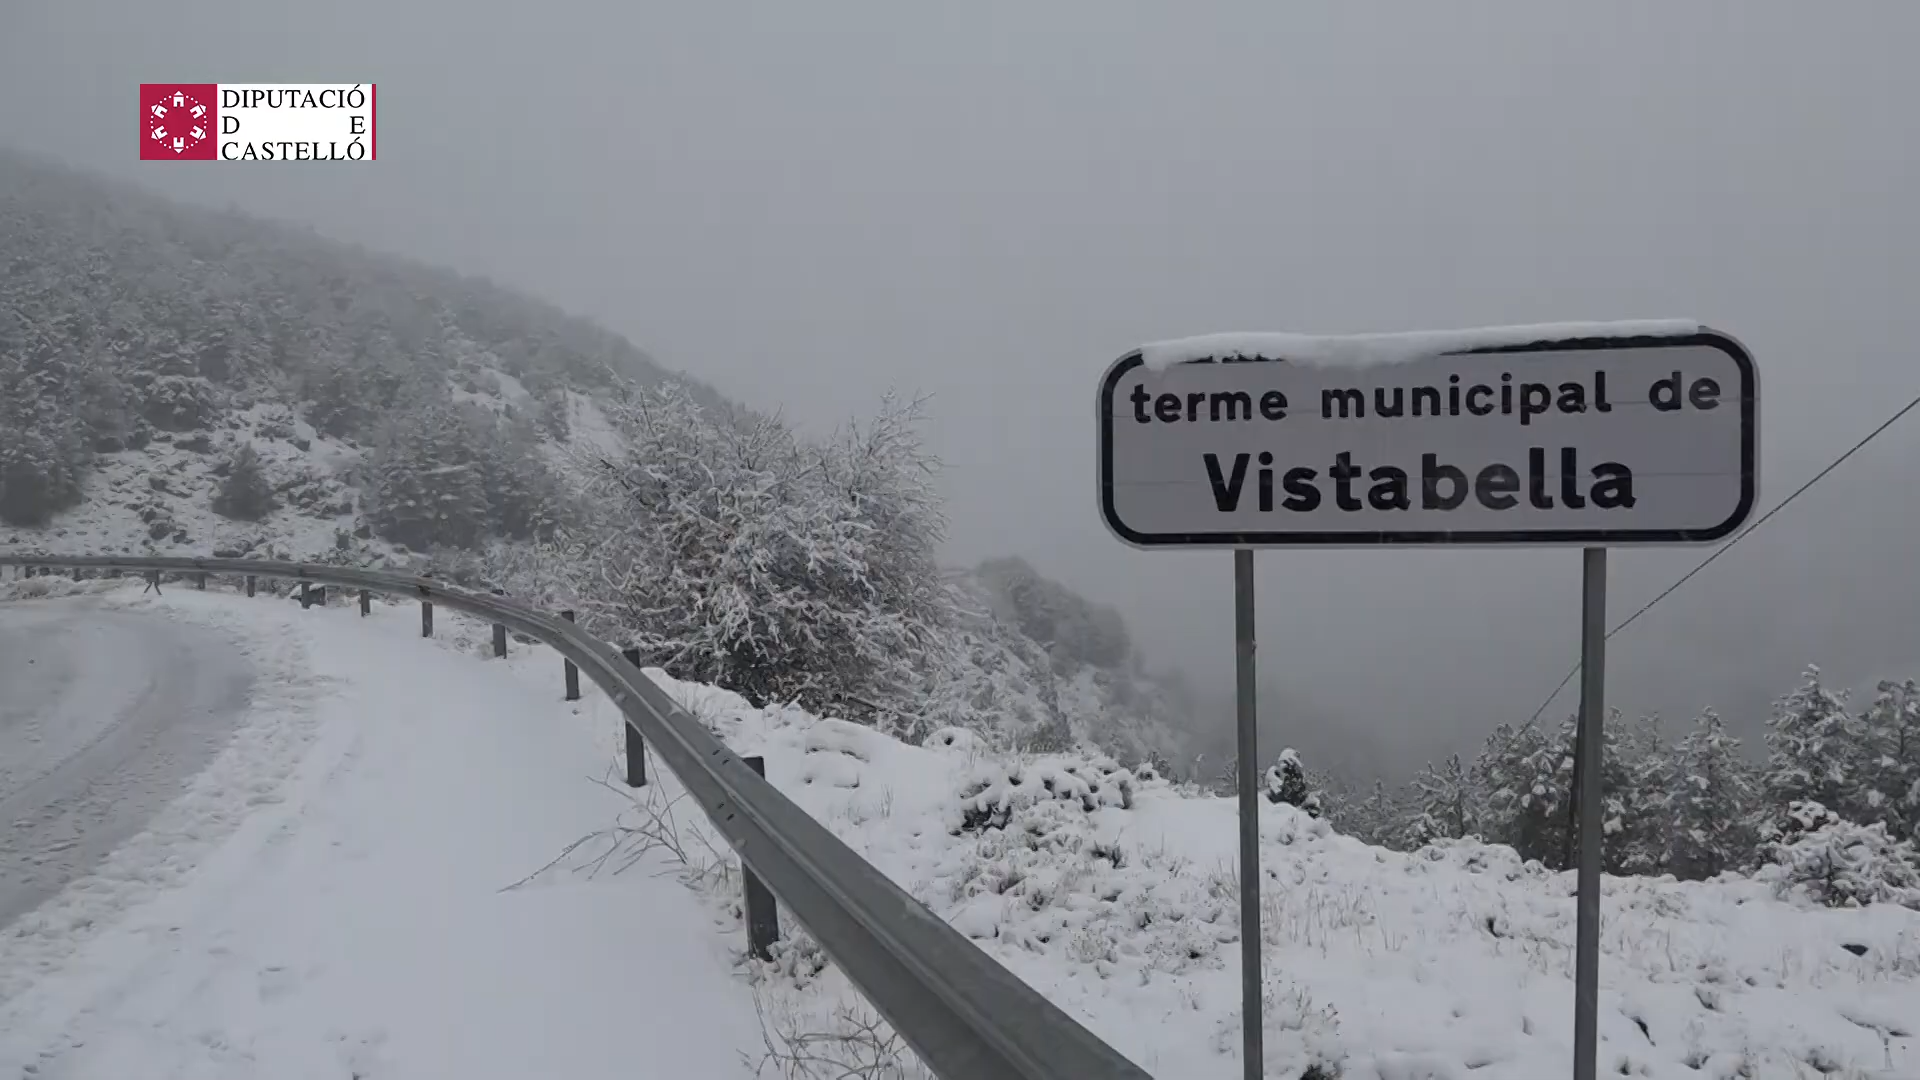 DIPUTACIÓ
D E
CASTELLÓ
terme municipal de
Vistabella